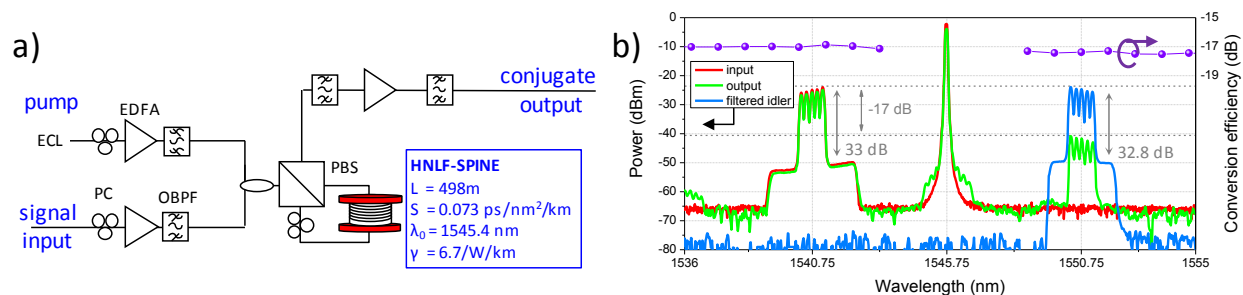 a)
pump
ECL
EDFA
PC
OBPF
signal
input
PBS
conjugate
output
HNLF-SPINE
L = 498m
S = 0.073 ps/nm²/km
λ₀ = 1545.4 nm
γ = 6.7/W/km
b)
Power (dBm)
0
-10
-20
-30
-40
-50
-60
-70
-80
1536
1540.75
1545.75
1550.75
1555
Wavelength (nm)
input
output
filtered idler
-17 dB
33 dB
32.8 dB
-15
-17
-19
Conversion efficiency (dB)